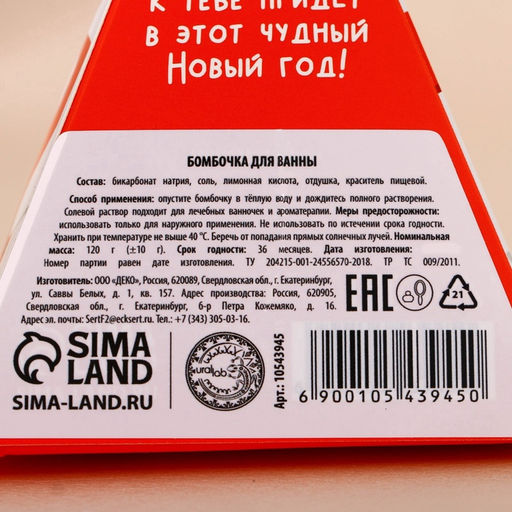 К ТЕБЕ ПРИДЕТ
В ЭТОТ ЧУДНЫЙ
НОВЫЙ ГОД!
БОМБОЧКА ДЛЯ ВАННЫ
Состав: бикарбонат натрия, соль, лимонная кислота, отдушка, краситель пищевой.
Способ применения: опустите бомбочку в тёплую воду и дождитесь полного растворения.
Солевой раствор подходит для лечебных ванночек и ароматерапии. Меры предосторожности:
использовать только для наружного применения. Не использовать по истечении срока годности.
Хранить при температуре не выше 40 °С. Беречь от попадания прямых солнечных лучей. Номинальная
масса: 120 г (±10 г). Срок годности: 36 месяцев. Дата изготовления:
Номер партии равен дате изготовления. ТУ 204215-001-24556570-2018. ТР ТС 009/2011.
Изготовитель: ООО «ДЕКО», Россия, 620089, Свердловская обл., г. Екатеринбург,
ул. Саввы Белых, д. 1, кв. 157. Адрес производства: Россия, 620905,
Свердловская обл., г. Екатеринбург, б-р Петра Кожемяко, д. 16.
Адрес эл. почты: SertF2@ecksert.ru. Тел.: +7 (343) 305-03-16.
EAC
21
SIMA
LAND
SIMA-LAND.RU
ural lab
Арт.: 10543945
6 900105 439450